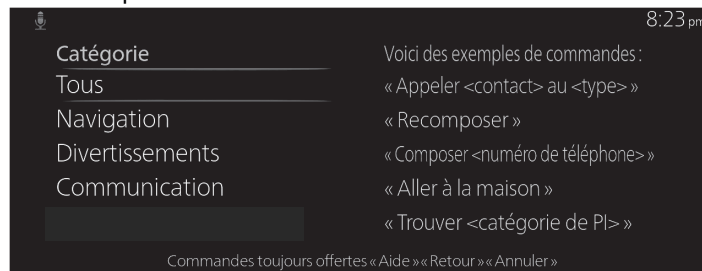 8:23 pm
Catégorie
Tous
Navigation
Divertissements
Communication
Voici des exemples de commandes :
« Appeler <contact> au <type> »
« Recomposer »
« Composer <numéro de téléphone> »
« Aller à la maison »
« Trouver <catégorie de PI> »
Commandes toujours offertes « Aide » « Retour » « Annuler »